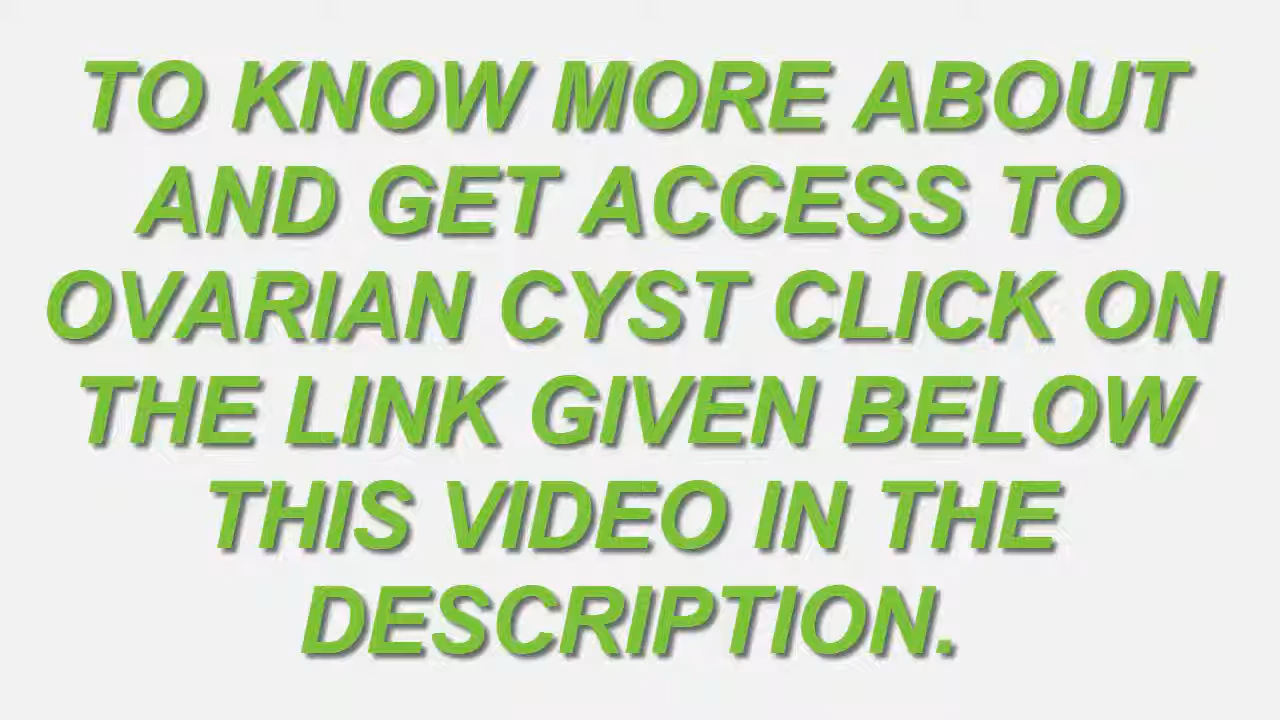 TO KNOW MORE ABOUT
AND GET ACCESS TO
OVARIAN CYST CLICK ON
THE LINK GIVEN BELOW
THIS VIDEO IN THE
DESCRIPTION.